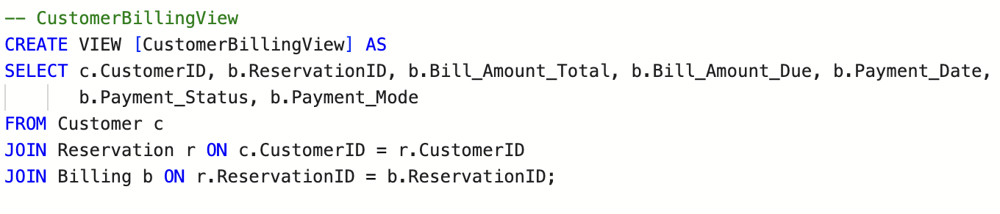 -- CustomerBillingView
CREATE VIEW [CustomerBillingView] AS
SELECT c.CustomerID, b.ReservationID, b.Bill_Amount_Total, b.Bill_Amount_Due, b.Payment_Date,
b.Payment_Status, b.Payment_Mode
FROM Customer c
JOIN Reservation r ON c.CustomerID = r.CustomerID
JOIN Billing b ON r.ReservationID = b.ReservationID;